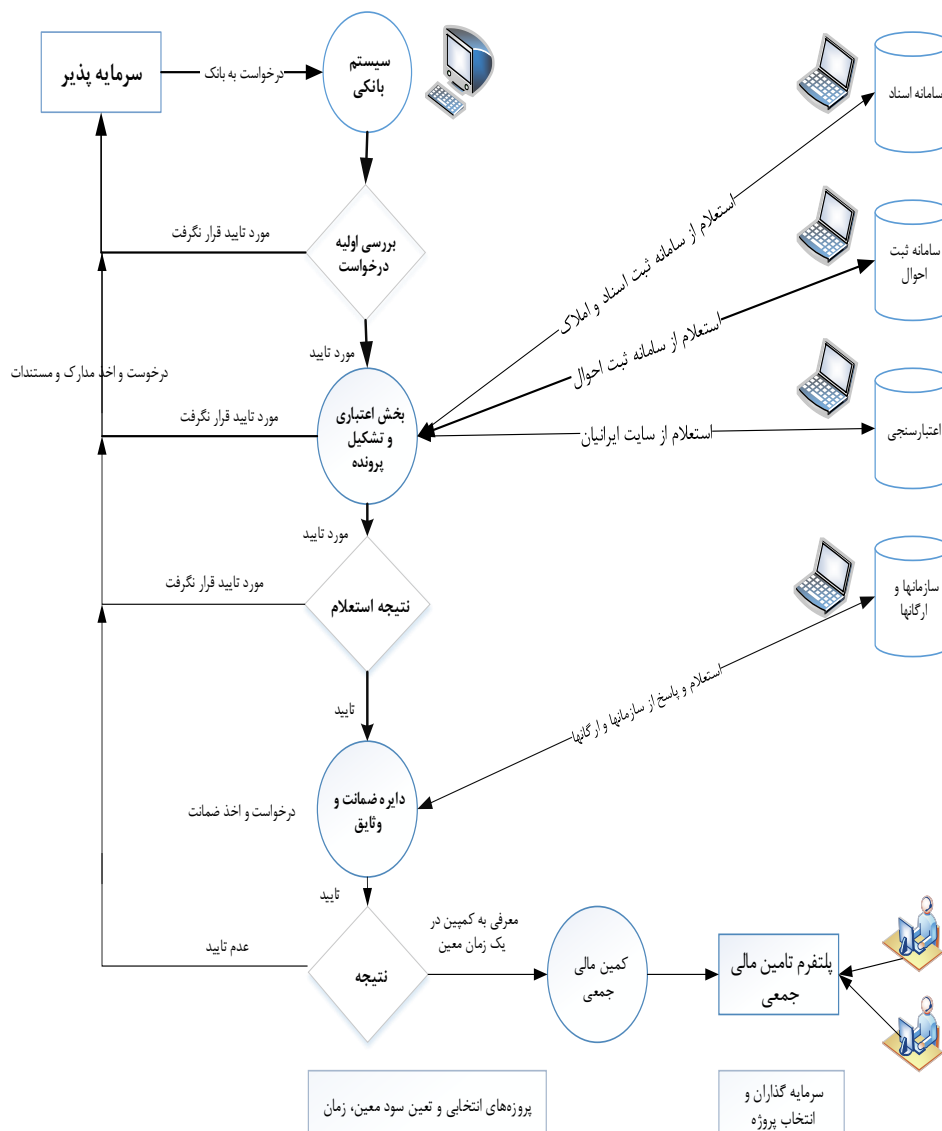 سرمایه پذیر
درخواست به بانک
سیستم
بانکی
سامانه اسناد
بررسی اولیه
درخواست
مورد تایید قرار نگرفت
سامانه ثبت
احوال
استعلام از سامانه ثبت اسناد و املاک
مورد تایید
استعلام از سامانه ثبت احوال
درخوست و اخذ مدارک و مستندات
بخش اعتباری
و تشکیل
پرونده
مورد تایید قرار نگرفت
استعلام از سایت ایرانیان
اعتبارسنجی
مورد تایید
مورد تایید قرار نگرفت
نتیجه استعلام
سازمانها و
ارگانها
استعلام و پاسخ از سازمانها و ارگانها
تایید
دایره ضمانت و
وثایق
درخواست و اخذ ضمانت
تایید
عدم تایید
نتیجه
معرفی به کمپین در
یک زمان معین
کمین مالی
جمعی
پلتفرم تامین مالی
جمعی
پروزه‌های انتخابی و تعین سود معین، زمان
سرمایه گذاران و
انتخاب پروژه